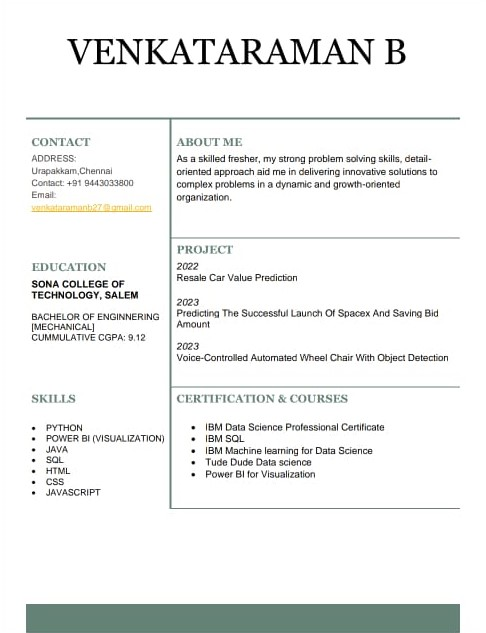 VENKATARAMAN B
CONTACT
ADDRESS:
Urapakkam,Chennai
Contact: +91 9443033800
Email:
venkataramanb27@gmail.com
EDUCATION
SONA COLLEGE OF
TECHNOLOGY, SALEM
BACHELOR OF ENGINNERING
[MECHANICAL]
CUMMULATIVE CGPA: 9.12
SKILLS
• PYTHON
• POWER BI (VISUALIZATION)
• JAVA
• SQL
• HTML
• CSS
• JAVASCRIPT
ABOUT ME
As a skilled fresher, my strong problem solving skills, detail-
oriented approach aid me in delivering innovative solutions to
complex problems in a dynamic and growth-oriented
organization.
PROJECT
2022
Resale Car Value Prediction
2023
Predicting The Successful Launch Of Spacex And Saving Bid
Amount
2023
Voice-Controlled Automated Wheel Chair With Object Detection
CERTIFICATION & COURSES
• IBM Data Science Professional Certificate
• IBM SQL
• IBM Machine learning for Data Science
• Tude Dude Data science
• Power BI for Visualization